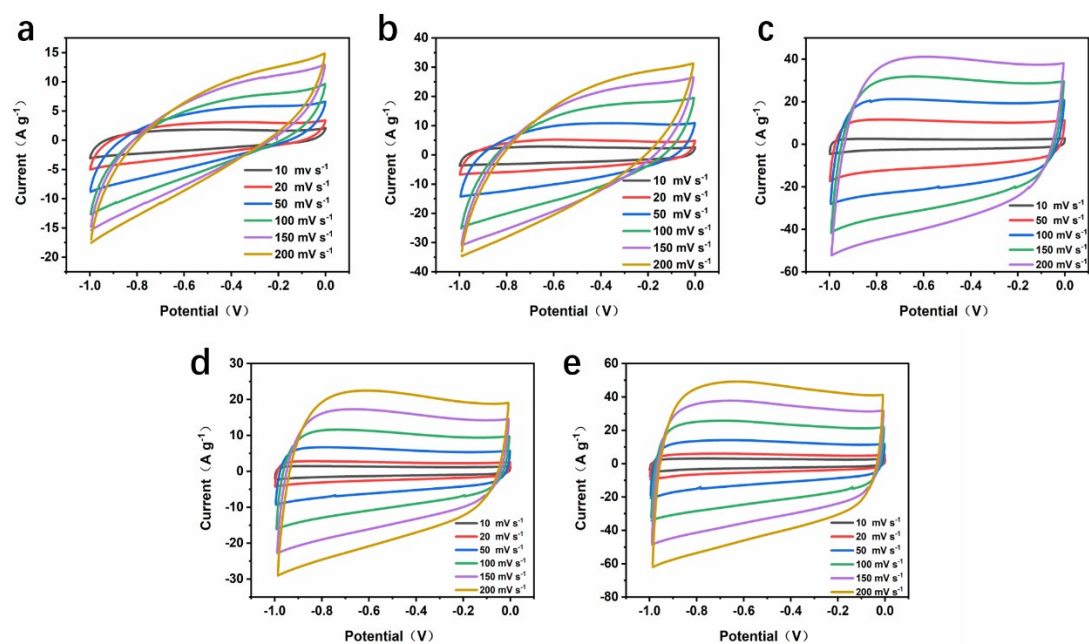 a
15
10
5
0
-5
-10
-15
-20
Current（A g⁻¹）
10 mv s⁻¹
20 mV s⁻¹
50 mV s⁻¹
100 mV s⁻¹
150 mV s⁻¹
200 mV s⁻¹
-1.0 -0.8 -0.6 -0.4 -0.2 0.0
Potential（V）
b
40
30
20
10
0
-10
-20
-30
-40
Current（A g⁻¹）
10 mv s⁻¹
20 mV s⁻¹
50 mV s⁻¹
100 mV s⁻¹
150 mV s⁻¹
200 mV s⁻¹
-1.0 -0.8 -0.6 -0.4 -0.2 0.0
Potential（V）
c
40
20
0
-20
-40
-60
Current（A g⁻¹）
10 mV s⁻¹
50 mV s⁻¹
100 mV s⁻¹
150 mV s⁻¹
200 mV s⁻¹
-1.0 -0.8 -0.6 -0.4 -0.2 0.0
Potential（V）
d
30
20
10
0
-10
-20
-30
Current（A g⁻¹）
10 mV s⁻¹
20 mV s⁻¹
50 mV s⁻¹
100 mV s⁻¹
150 mV s⁻¹
200 mV s⁻¹
-1.0 -0.8 -0.6 -0.4 -0.2 0.0
Potential（V）
e
60
40
20
0
-20
-40
-60
-80
Current（A g⁻¹）
10 mV s⁻¹
20 mV s⁻¹
50 mV s⁻¹
100 mV s⁻¹
150 mV s⁻¹
200 mV s⁻¹
-1.0 -0.8 -0.6 -0.4 -0.2 0.0
Potential（V）